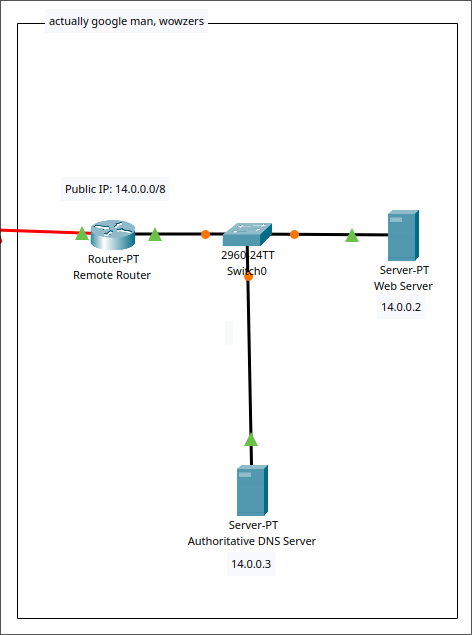 actually google man, wowzers
Public IP: 14.0.0.0/8
Router-PT
Remote Router
2960-24TT
Switch0
Server-PT
Web Server
14.0.0.2
Server-PT
Authoritative DNS Server
14.0.0.3